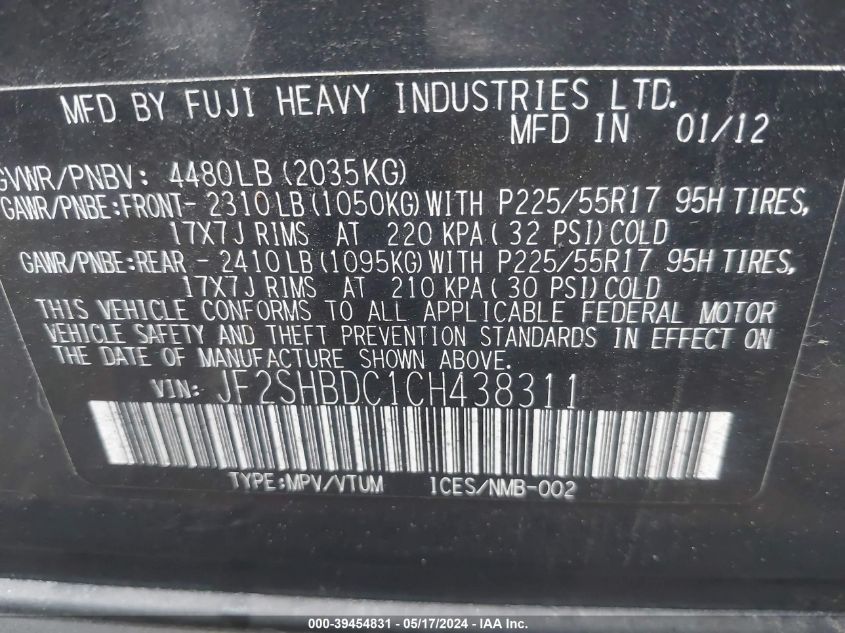 MFD BY FUJI HEAVY INDUSTRIES LTD.
MFD IN 01/12
GVWR/PNBV: 4480LB (2035KG)
GAWR/PNBE:FRONT- 2310 LB (1050KG) WITH P225/55R17 95H TIRES,
17X7J RIMS AT 220 KPA ( 32 PSI) COLD
GAWR/PNBE:REAR - 2410 LB (1095KG) WITH P225/55R17 95H TIRES,
17X7J RIMS AT 210 KPA ( 30 PSI) COLD
THIS VEHICLE CONFORMS TO ALL APPLICABLE FEDERAL MOTOR
VEHICLE SAFETY AND THEFT PREVENTION STANDARDS IN EFFECT ON
THE DATE OF MANUFACTURE SHOWN ABOVE.
VIN: JF2SHBDC1CH438311
TYPE:MPV/VTUM ICES/NMB-002
000-39454831 - 05/17/2024 - IAA Inc.